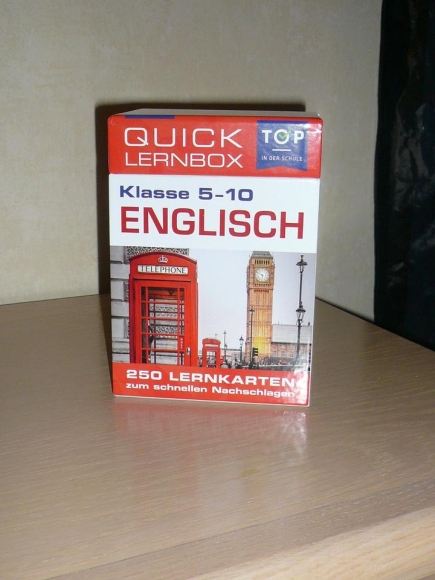 QUICK
LERNBOX
TOP
IN DER SCHULE
Klasse 5-10
ENGLISCH
TELEPHONE
250 LERNKARTEN
zum schnellen Nachschlagen